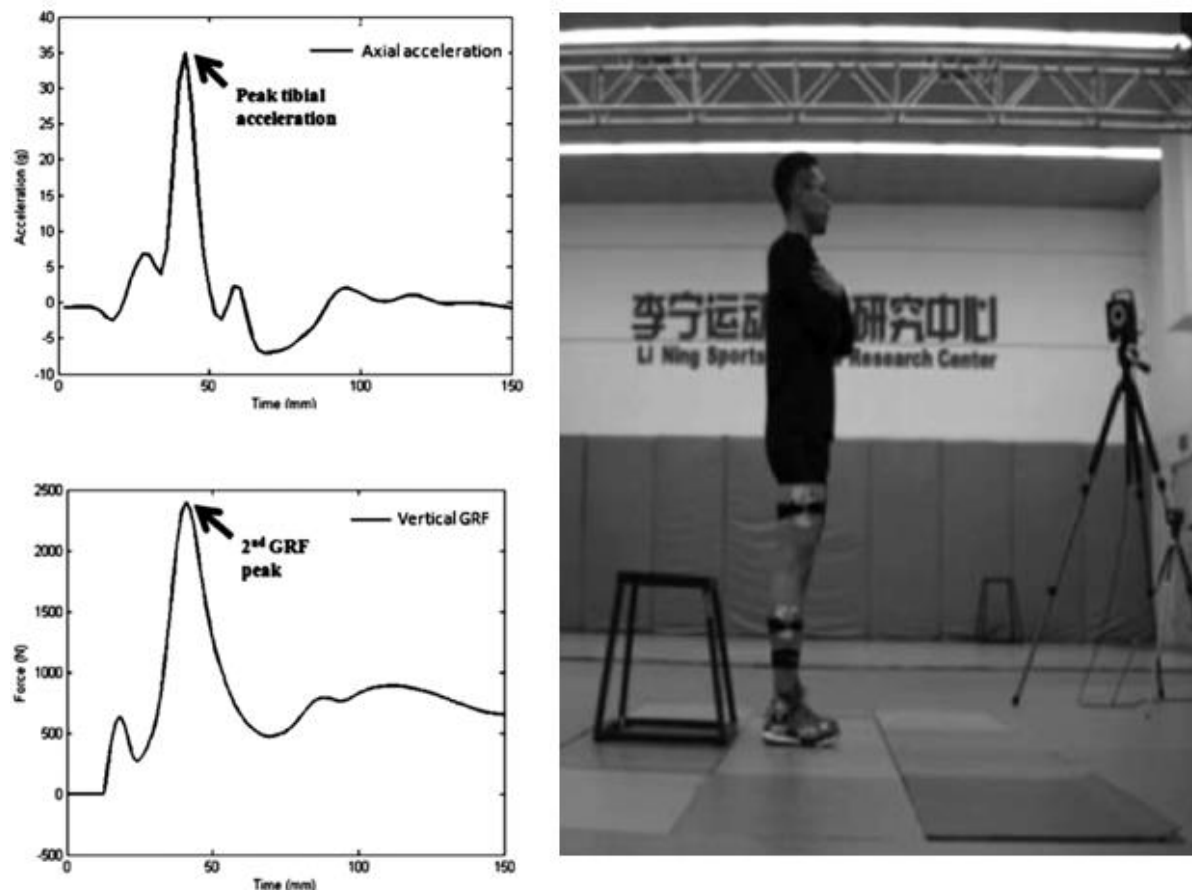 40
35
30
25
20
15
10
5
0
-5
-10
Acceleration (g)
Axial acceleration
Peak tibial
acceleration
0 50 100 150
Time (mm)
2500
2000
1500
1000
500
0
-500
Force (N)
Vertical GRF
2nd GRF
peak
0 50 100 150
Time (mm)
李宁运动 研究中心
Li Ning Sports Research Center